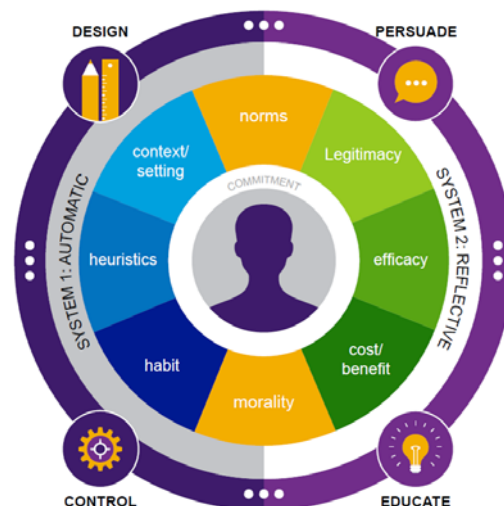 DESIGN
PERSUADE
norms
context/
setting
Legitimacy
COMMITMENT
SYSTEM 1: AUTOMATIC
SYSTEM 2: REFLECTIVE
heuristics
efficacy
habit
cost/
benefit
morality
CONTROL
EDUCATE